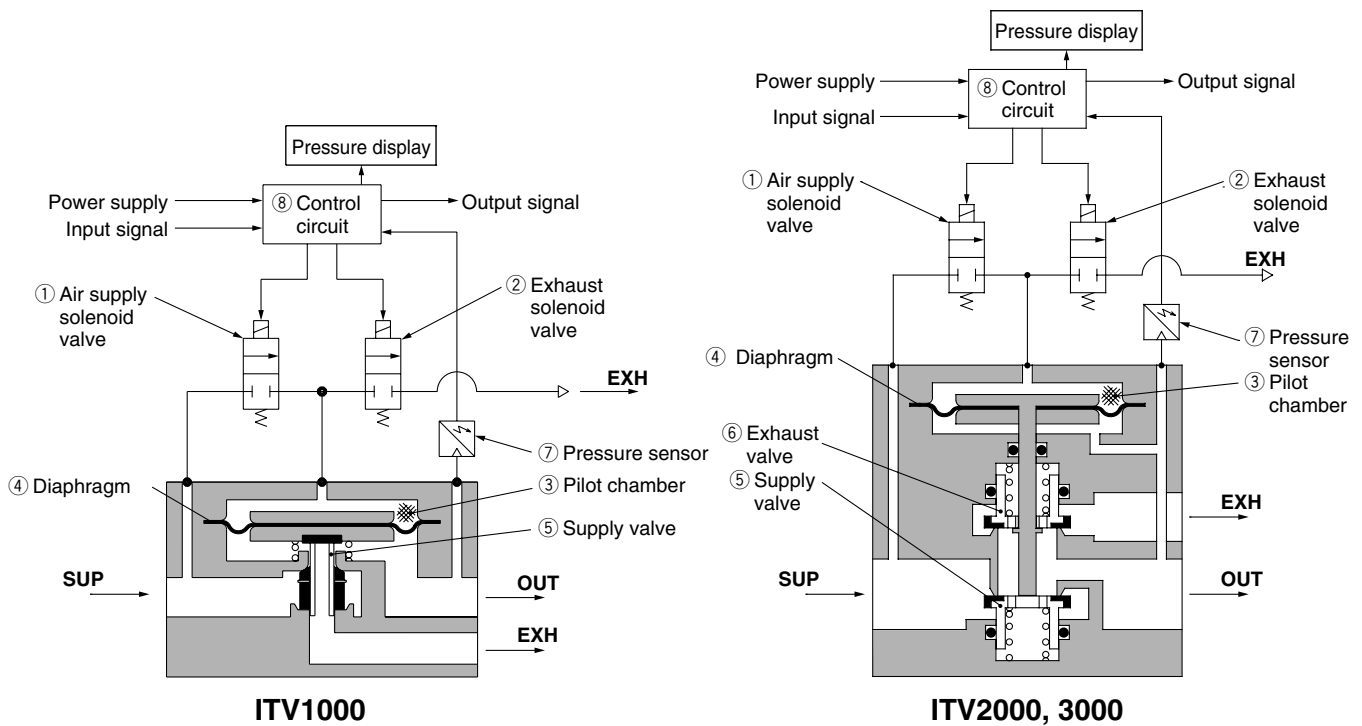 Pressure display
Power supply
Input signal
⑧ Control
circuit
Output signal
① Air supply
solenoid
valve
② Exhaust
solenoid
valve
EXH
⑦ Pressure sensor
④ Diaphragm
③ Pilot chamber
⑤ Supply valve
SUP
OUT
EXH
ITV1000
Pressure display
Power supply
Input signal
⑧ Control
circuit
Output signal
① Air supply
solenoid
valve
② Exhaust
solenoid
valve
EXH
⑦ Pressure
sensor
④ Diaphragm
③ Pilot
chamber
⑥ Exhaust
valve
⑤ Supply
valve
EXH
SUP
OUT
ITV2000, 3000